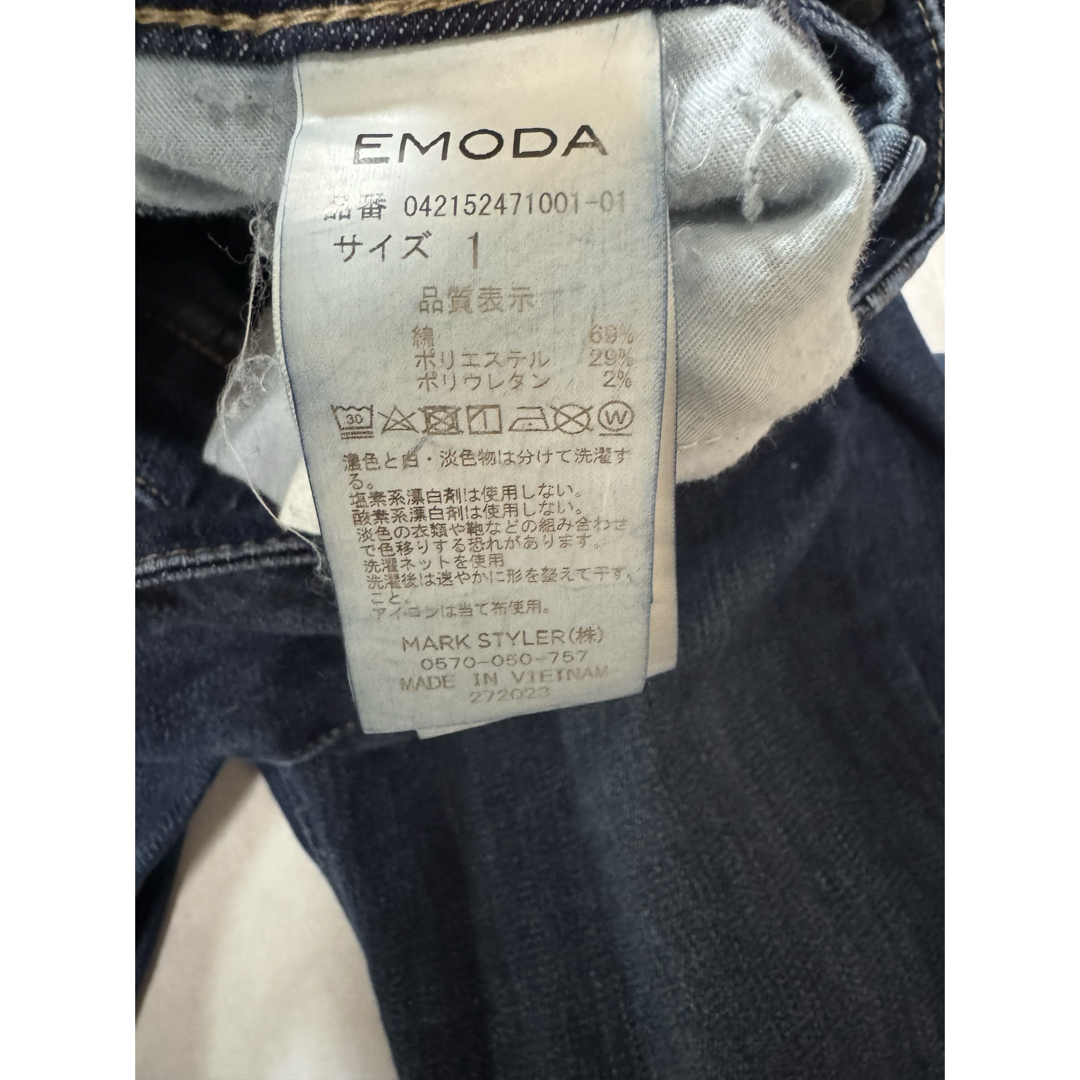 EMODA
品番 042152471001-01
サイズ 1
品質表示
綿 69%
ポリエステル 29%
ポリウレタン 2%
30 W
濃色と白・淡色物は分けて洗濯す
る。
塩素系漂白剤は使用しない。
酸素系漂白剤は使用しない。
淡色の衣類や鞄などの組み合わせ
で色移りする恐れがあります。
洗濯ネットを使用
洗濯後は速やかに形を整えて干す
こと。
アイロンは当て布使用。
MARK STYLER(株)
0570-050-757
MADE IN VIETNAM
272023